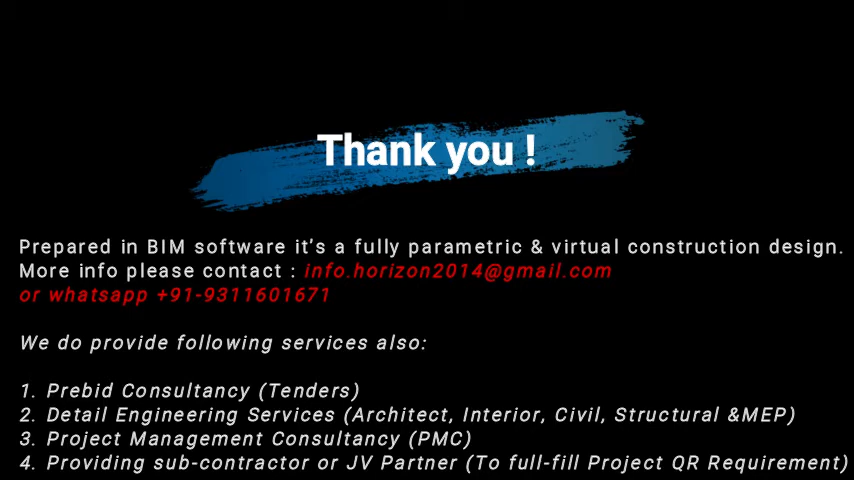 Thank you !
Prepared in BIM software it’s a fully parametric & virtual construction design.
More info please contact : info.horizon2014@gmail.com
or whatsapp +91-9311601671
We do provide following services also:
1. Prebid Consultancy (Tenders)
2. Detail Engineering Services (Architect, Interior, Civil, Structural &MEP)
3. Project Management Consultancy (PMC)
4. Providing sub-contractor or JV Partner (To full-fill Project QR Requirement)